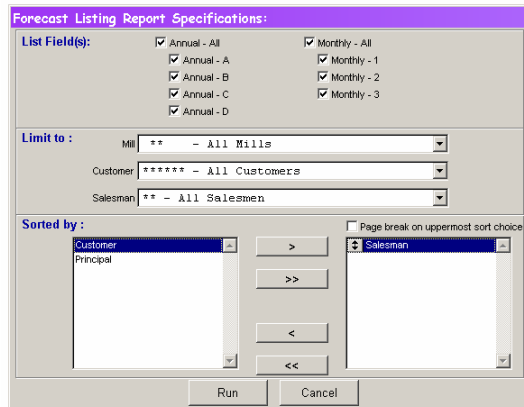 Forecast Listing Report Specifications:
List Field(s):
Annual - All
Monthly - All
Annual - A
Monthly - 1
Annual - B
Monthly - 2
Annual - C
Monthly - 3
Annual - D
Limit to :
Mill ** - All Mills
Customer ****** - All Customers
Salesman ** - All Salesmen
Sorted by :
Page break on uppermost sort choice
Customer
Principal
>
>>
<
<<
Salesman
Run
Cancel